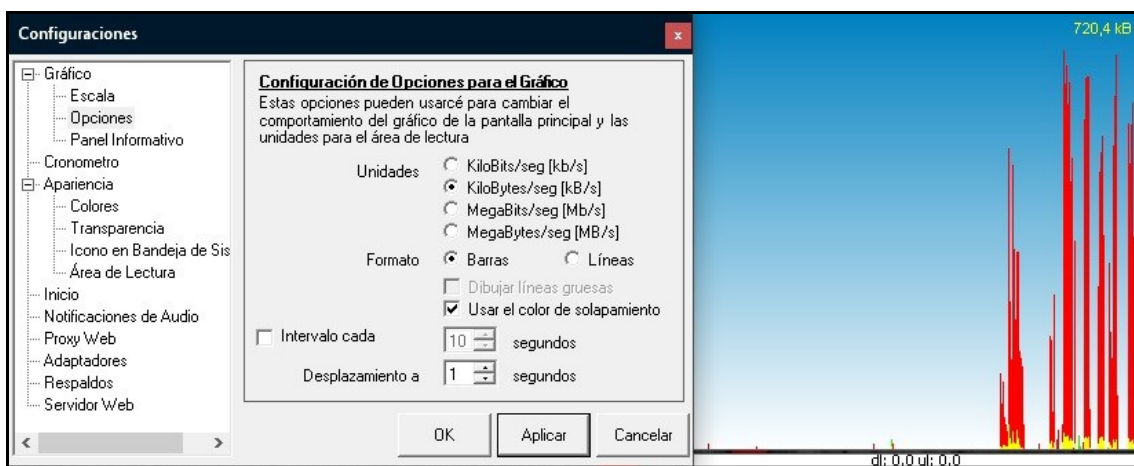 Configuraciones
x
Gráfico
Escala
Opciones
Panel Informativo
Cronometro
Apariencia
Colores
Transparencia
Icono en Bandeja de Sis
Área de Lectura
Inicio
Notificaciones de Audio
Proxy Web
Adaptadores
Respaldos
Servidor Web
Configuración de Opciones para el Gráfico
Estas opciones pueden usarcé para cambiar el
comportamiento del gráfico de la pantalla principal y las
unidades para el área de lectura
Unidades
KiloBits/seg [kb/s]
KiloBytes/seg [kB/s]
MegaBits/seg [Mb/s]
MegaBytes/seg [MB/s]
Formato Barras Líneas
Dibujar líneas gruesas
Usar el color de solapamiento
Intervalo cada 10 segundos
Desplazamiento a 1 segundos
OK Aplicar Cancelar
720,4 kB
dl: 0.0 ul: 0.0